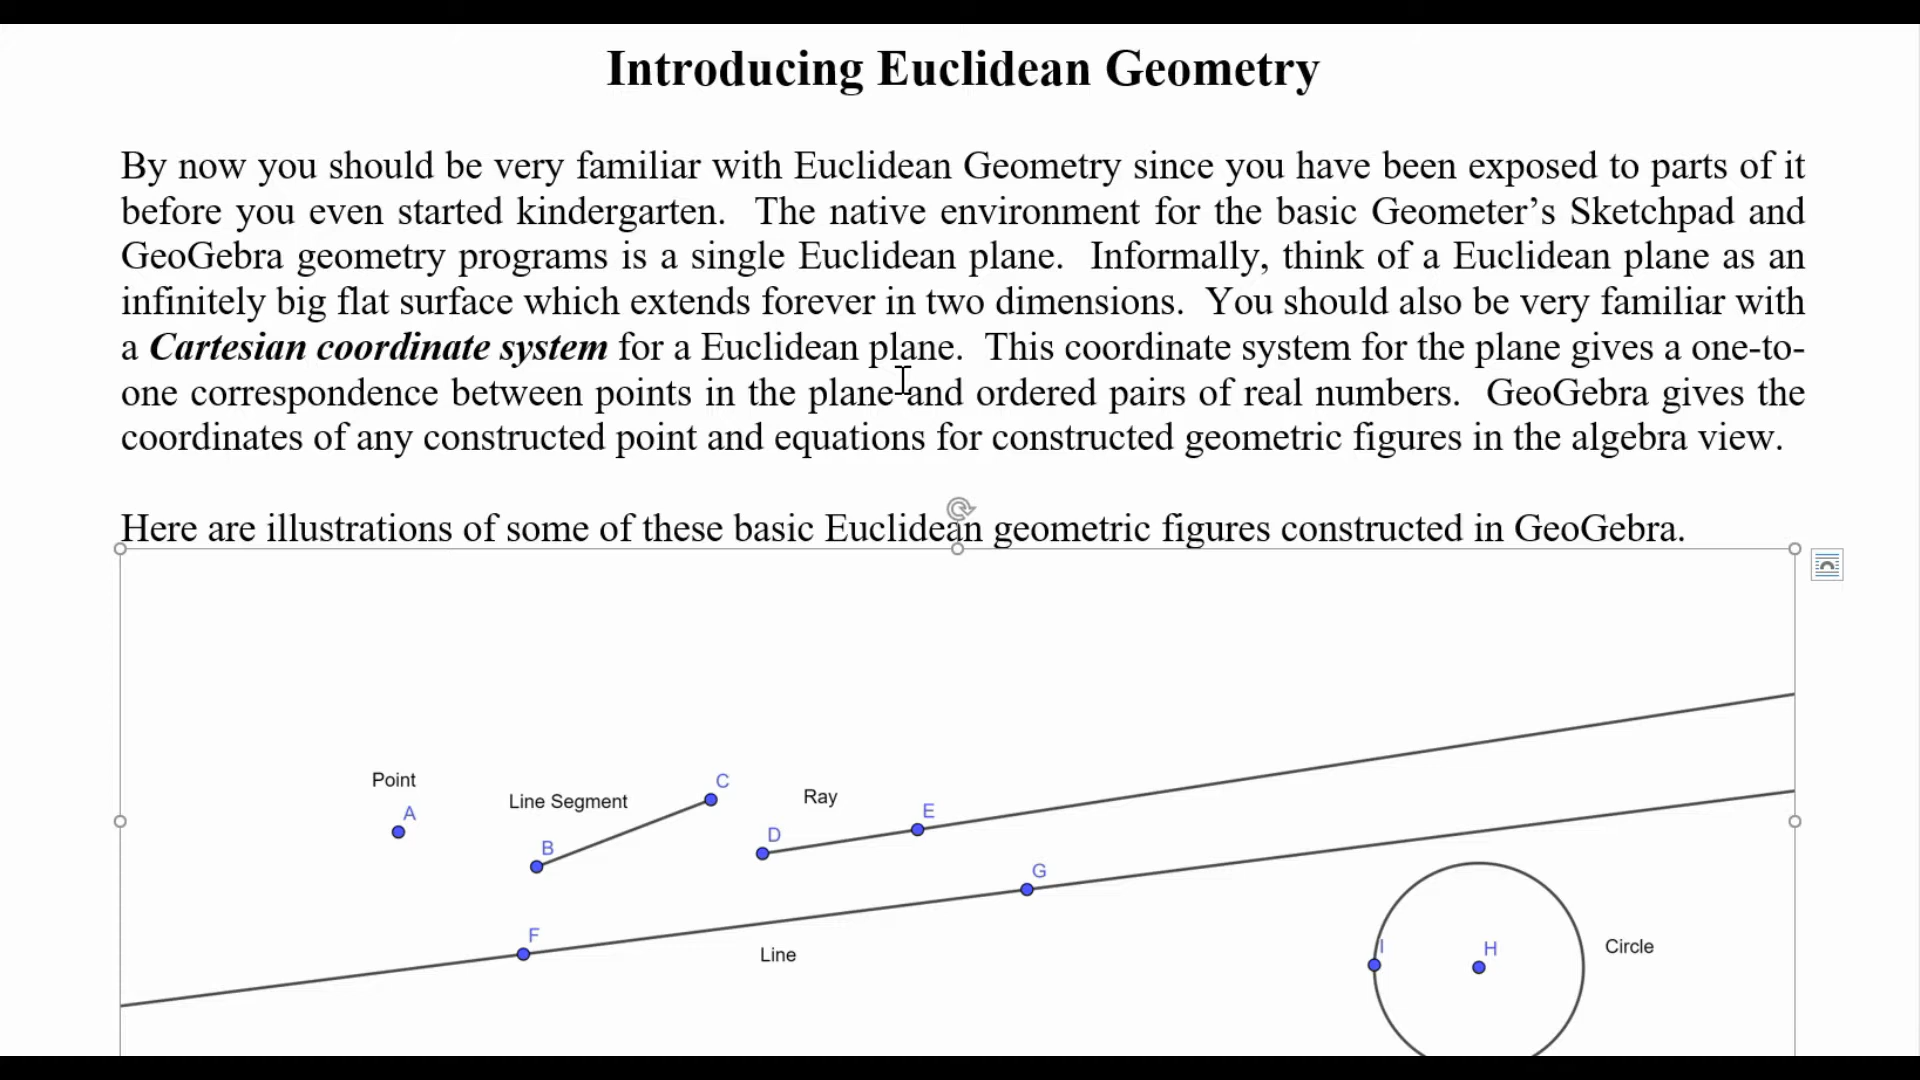 Introducing Euclidean Geometry
By now you should be very familiar with Euclidean Geometry since you have been exposed to parts of it
before you even started kindergarten.  The native environment for the basic Geometer’s Sketchpad and
GeoGebra geometry programs is a single Euclidean plane.  Informally, think of a Euclidean plane as an
infinitely big flat surface which extends forever in two dimensions.  You should also be very familiar with
a Cartesian coordinate system for a Euclidean plane.  This coordinate system for the plane gives a one-to-
one correspondence between points in the plane and ordered pairs of real numbers.  GeoGebra gives the
coordinates of any constructed point and equations for constructed geometric figures in the algebra view.
Here are illustrations of some of these basic Euclidean geometric figures constructed in GeoGebra.
Point
A
Line Segment
B
C
Ray
D
E
F
G
Line
I
H
Circle